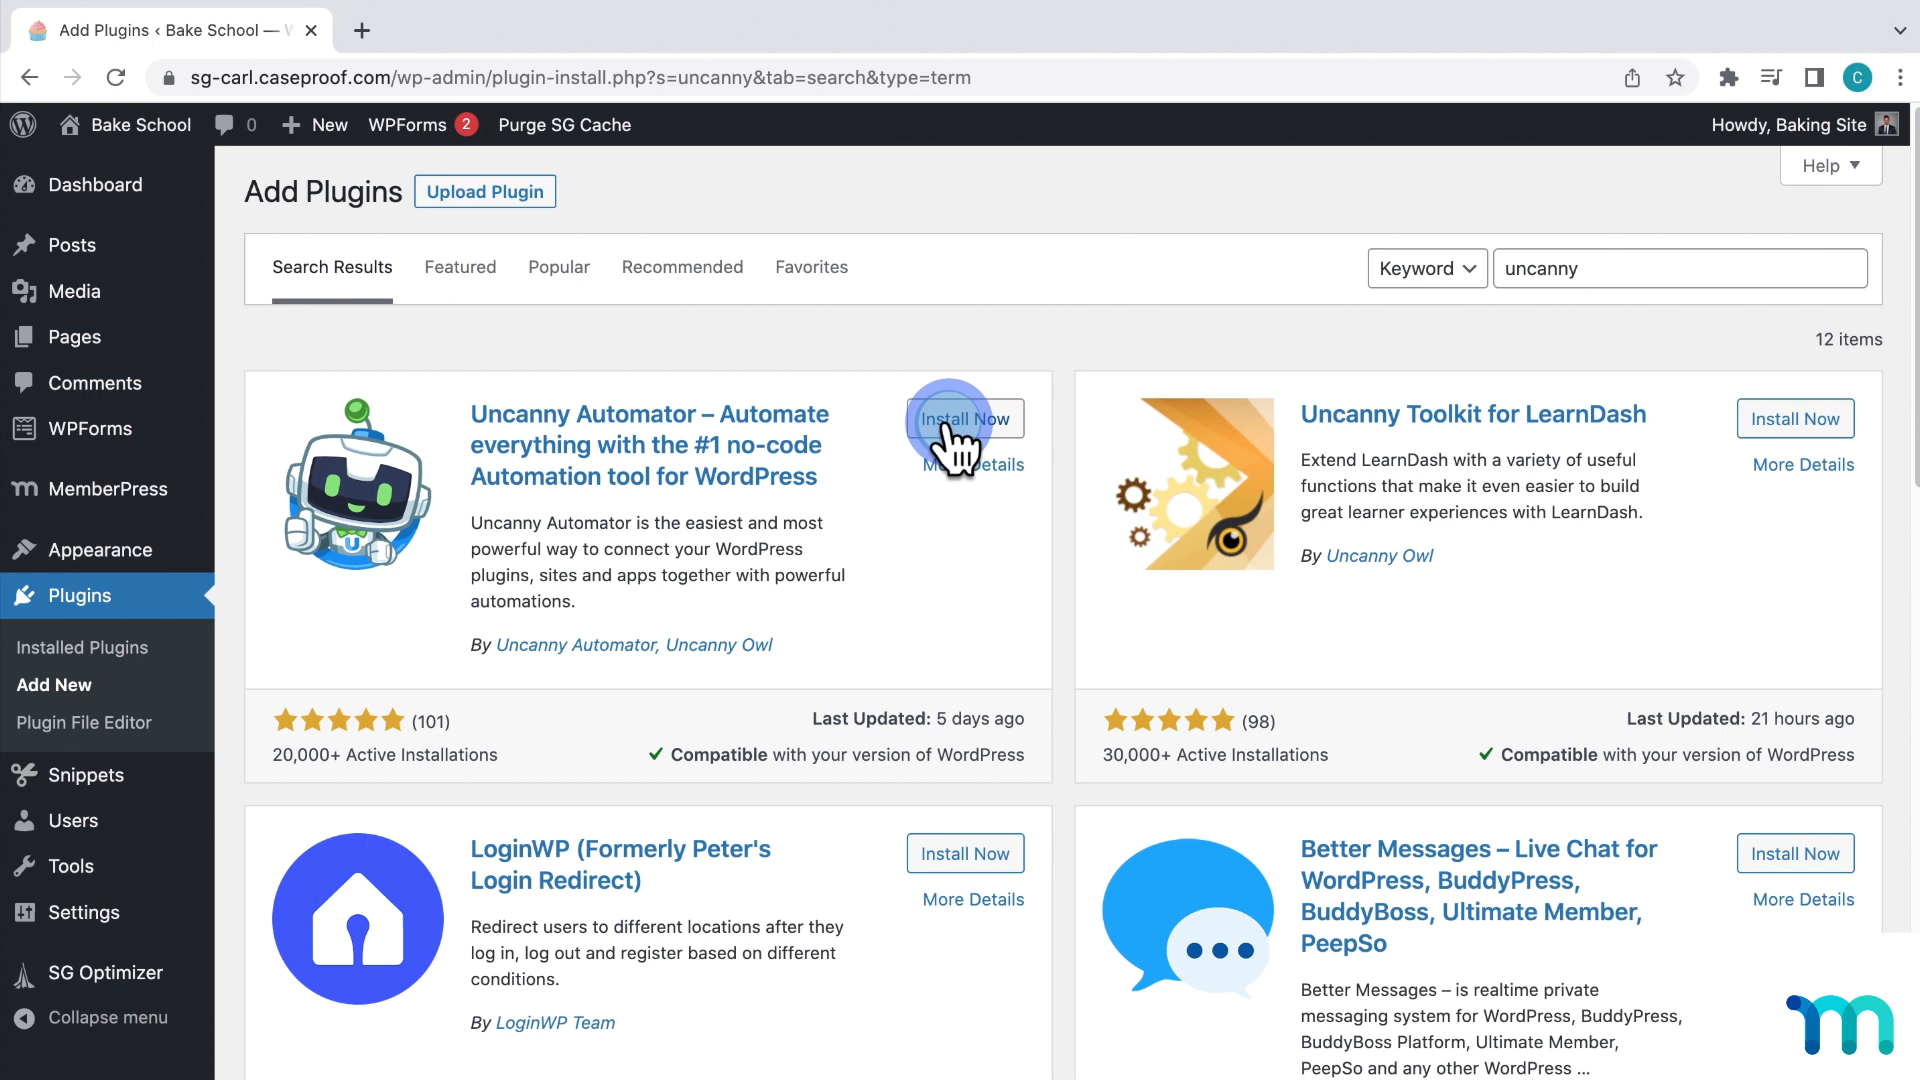 Add Plugins ‹ Bake School — W
sg-carl.caseproof.com/wp-admin/plugin-install.php?s=uncanny&tab=search&type=term
C
Bake School 0 New WPForms 2 Purge SG Cache Howdy, Baking Site
Help
Dashboard
Posts
Media
Pages
Comments
WPForms
MemberPress
Appearance
Plugins
Installed Plugins
Add New
Plugin File Editor
Snippets
Users
Tools
Settings
SG Optimizer
Collapse menu
Add Plugins Upload Plugin
Search Results Featured Popular Recommended Favorites Keyword uncanny
12 items
Uncanny Automator – Automate
everything with the #1 no-code
Automation tool for WordPress
Install Now
More Details
Uncanny Automator is the easiest and most
powerful way to connect your WordPress
plugins, sites and apps together with powerful
automations.
By Uncanny Automator, Uncanny Owl
U
(101)
Last Updated: 5 days ago
20,000+ Active Installations
Compatible with your version of WordPress
Uncanny Toolkit for LearnDash
Install Now
More Details
Extend LearnDash with a variety of useful
functions that make it even easier to build
great learner experiences with LearnDash.
By Uncanny Owl
(98)
Last Updated: 21 hours ago
30,000+ Active Installations
Compatible with your version of WordPress
LoginWP (Formerly Peter's
Login Redirect)
Install Now
More Details
Redirect users to different locations after they
log in, log out and register based on different
conditions.
By LoginWP Team
Better Messages – Live Chat for
WordPress, BuddyPress,
BuddyBoss, Ultimate Member,
PeepSo
Install Now
More Details
Better Messages – is realtime private
messaging system for WordPress, BuddyPress,
BuddyBoss Platform, Ultimate Member,
PeepSo and any other WordPress ...
m